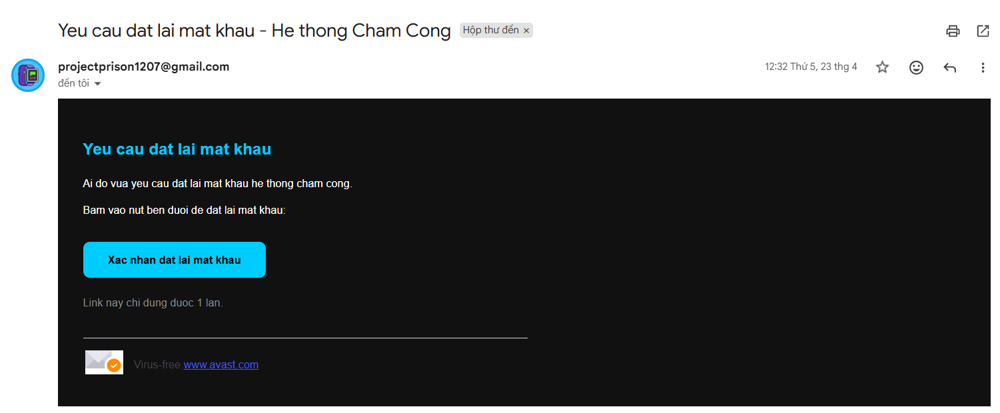 Yeu cau dat lai mat khau - He thong Cham Cong Hộp thư đến ×
projectprison1207@gmail.com
12:32 Thứ 5, 23 thg 4
đến tôi
Yeu cau dat lai mat khau
Ai do vua yeu cau dat lai mat khau he thong cham cong.
Bam vao nut ben duoi de dat lai mat khau:
Xac nhan dat lai mat khau
Link nay chi dung duoc 1 lan.
Virus-free www.avast.com